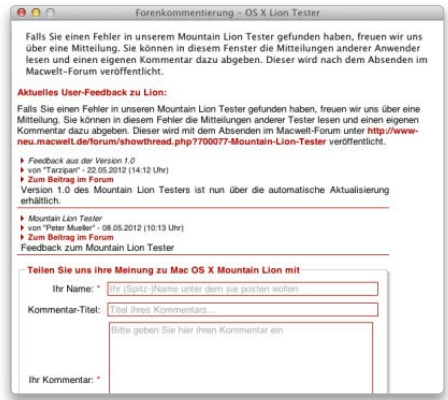 Forenkommentierung – OS X Lion Tester
Falls Sie einen Fehler in unserem Mountain Lion Tester gefunden haben, freuen wir uns
über eine Mitteilung. Sie können in diesem Fenster die Mitteilungen anderer Anwender
lesen und einen eigenen Kommentar dazu abgeben. Dieser wird nach dem Absenden im
Macwelt-Forum veröffentlicht.
Aktuelles User-Feedback zu Lion:
Falls Sie einen Fehler in unseren Mountain Lion Tester gefunden haben, freuen wir uns über eine
Mitteilung. Sie können in diesem Fehler die Mitteilungen anderer Tester lesen und einen eigenen
Kommentar dazu abgeben. Dieser wird mit dem Absenden im Macwelt-Forum unter http://www-
neu.macwelt.de/forum/showthread.php?700077-Mountain-Lion-Tester veröffentlicht.
Feedback aus der Version 1.0
von "Tarzipan" - 22.05.2012 (14:12 Uhr)
Zum Beitrag im Forum
Version 1.0 des Mountain Lion Testers ist nun über die automatische Aktualisierung
erhältlich.
Mountain Lion Tester
von "Peter Mueller" - 08.05.2012 (10:13 Uhr)
Zum Beitrag im Forum
Feedback zum Mountain Lion Tester
Teilen Sie uns ihre Meinung zu Mac OS X Mountain Lion mit
Ihr Name: * Ihr (Spitz-)Name unter dem sie posten wollen
Kommentar-Titel: Titel ihres Kommentars...
Bitte geben Sie hier ihren Kommentar ein
Ihr Kommentar: *